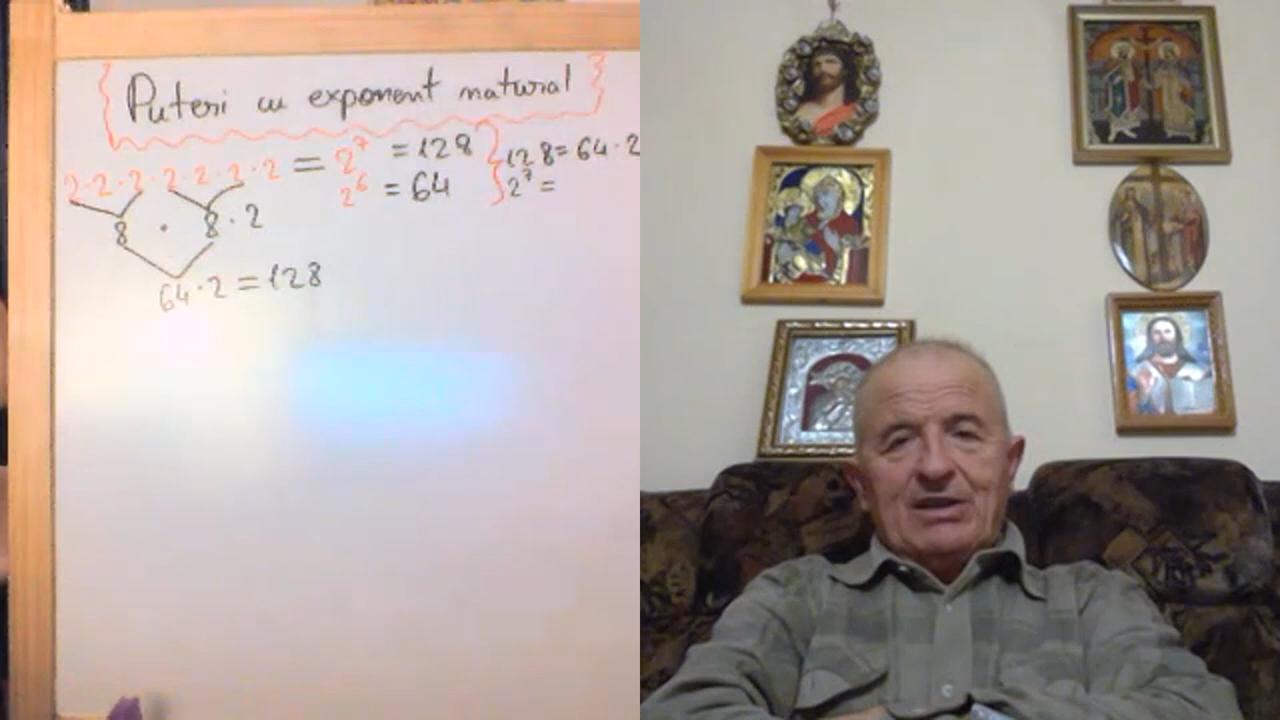 Puteri cu exponent natural
2·2·2·2·2·2·2 = 2⁷ = 128
2⁶ = 64
128 = 64·2
2⁷ =
8 · 8·2
64·2 = 128